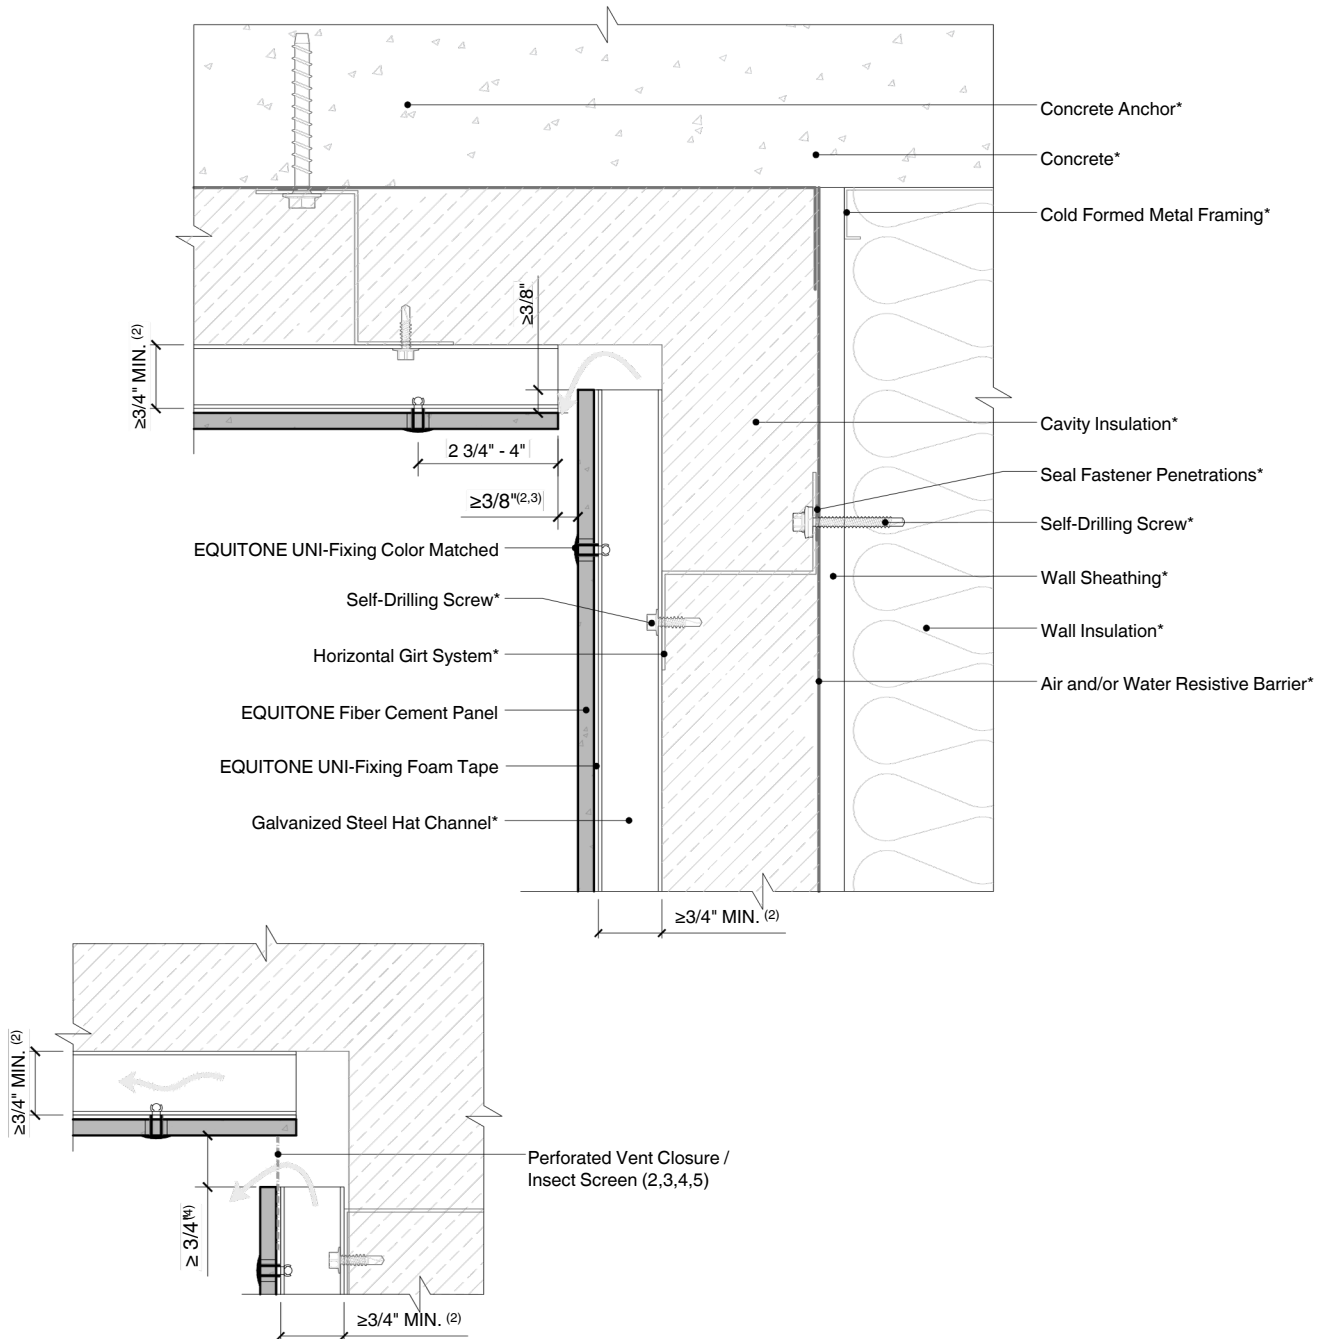 Concrete Anchor*
Concrete*
Cold Formed Metal Framing*
≥3/8"
≥3/4" MIN. (2)
2 3/4" - 4"
≥3/8"(2,3)
Cavity Insulation*
Seal Fastener Penetrations*
Self-Drilling Screw*
Wall Sheathing*
Wall Insulation*
Air and/or Water Resistive Barrier*
EQUITONE UNI-Fixing Color Matched
Self-Drilling Screw*
Horizontal Girt System*
EQUITONE Fiber Cement Panel
EQUITONE UNI-Fixing Foam Tape
Galvanized Steel Hat Channel*
≥3/4" MIN. (2)
≥3/4" MIN. (2)
Perforated Vent Closure /
Insect Screen (2,3,4,5)
≥ 3/4"(4)
≥3/4" MIN. (2)